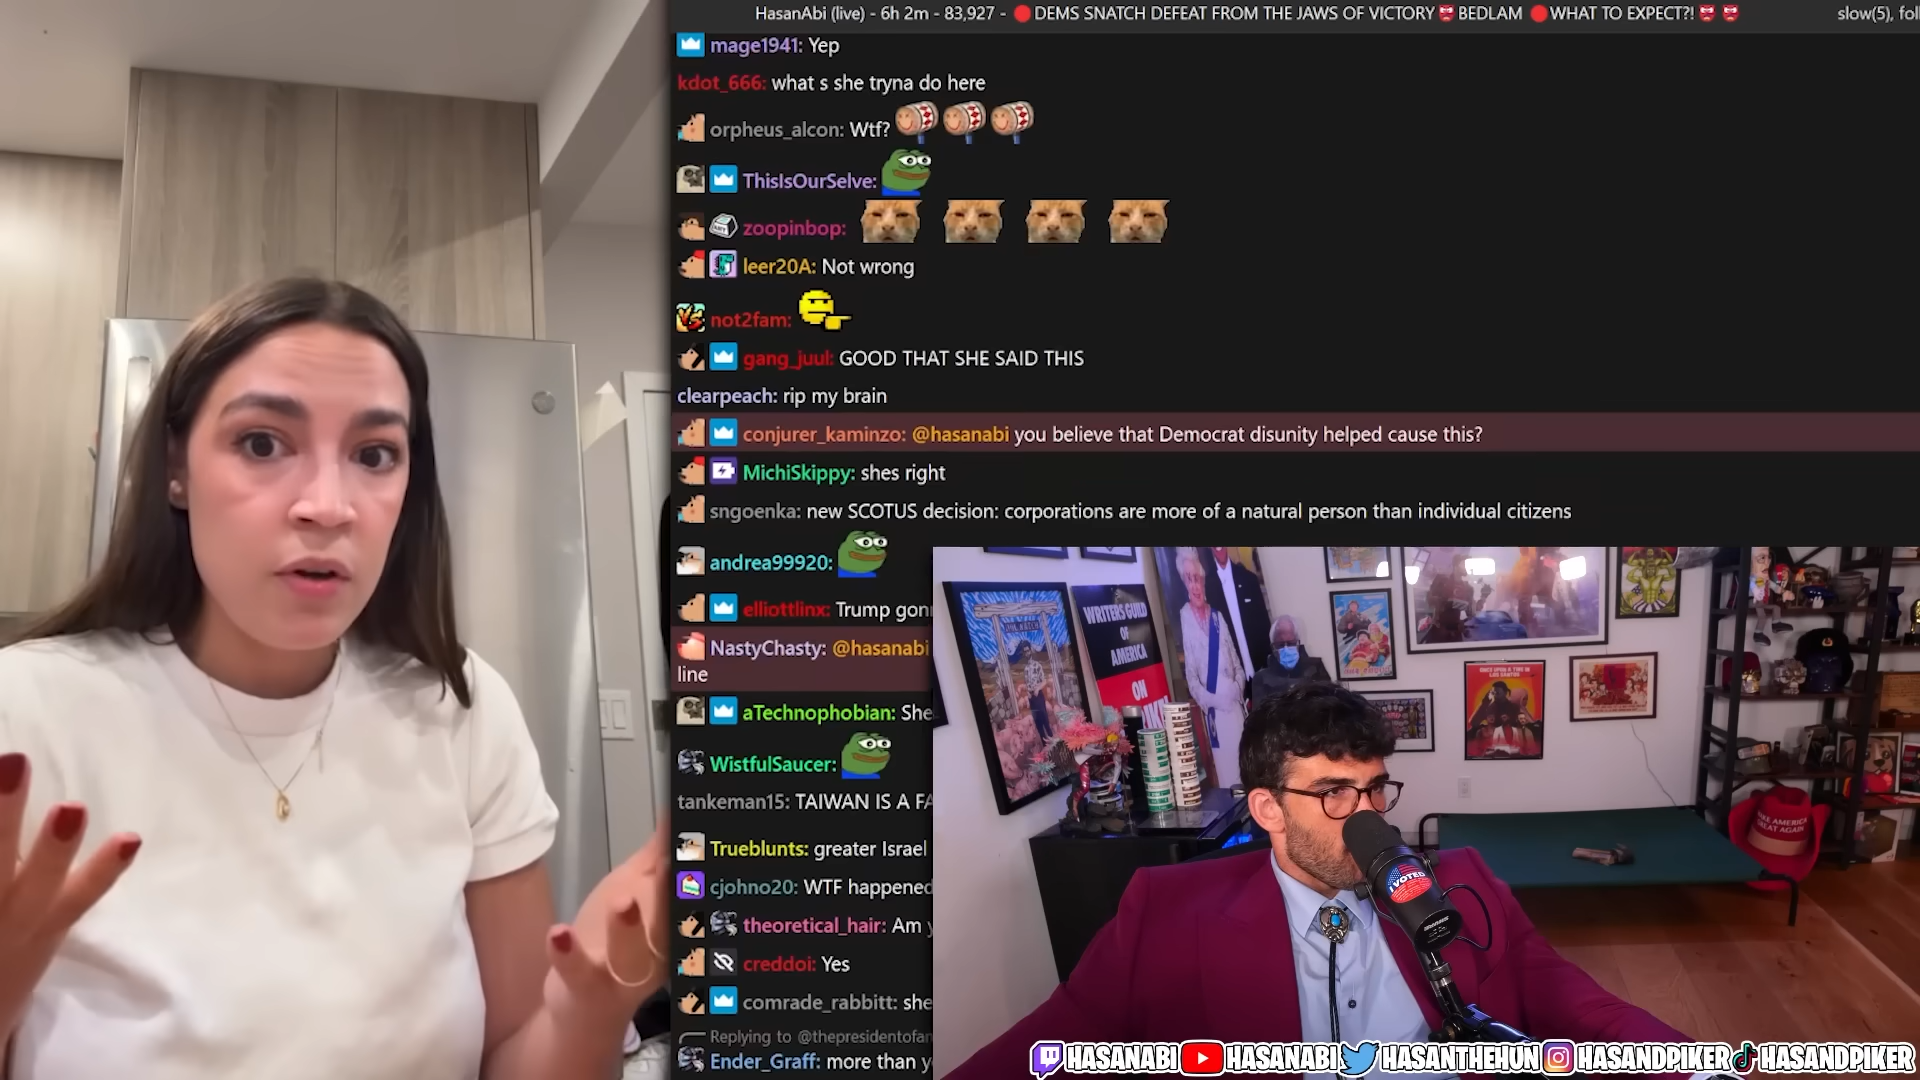 HasanAbi (live) - 6h 2m - 83,927 - 🔴DEMS SNATCH DEFEAT FROM THE JAWS OF VICTORY👹BEDLAM 🔴WHAT TO EXPECT?!👹👹
slow(5), foll
mage1941: Yep
kdot_666: what s she tryna do here
orpheus_alcon: Wtf?
ThisIsOurSelve:
zoopinbop:
leer20A: Not wrong
not2fam:
gang_juul: GOOD THAT SHE SAID THIS
clearpeach: rip my brain
conjurer_kaminzo: @hasanabi you believe that Democrat disunity helped cause this?
MichiSkippy: shes right
sngoenka: new SCOTUS decision: corporations are more of a natural person than individual citizens
andrea99920:
elliottlinx: Trump gon
NastyChasty: @hasanabi
line
aTechnophobian: She
WistfulSaucer:
tankeman15: TAIWAN IS A FA
Trueblunts: greater Israel
cjohno20: WTF happened
theoretical_hair: Am
creddoi: Yes
comrade_rabbitt: she
Replying to @thepresidentofan
Ender_Graff: more than y
WRITERS GUILD
OF
AMERICA
ON
I VOTED
HASANABI HASANABI HASANTHEHUN HASANDPIKER HASANDPIKER